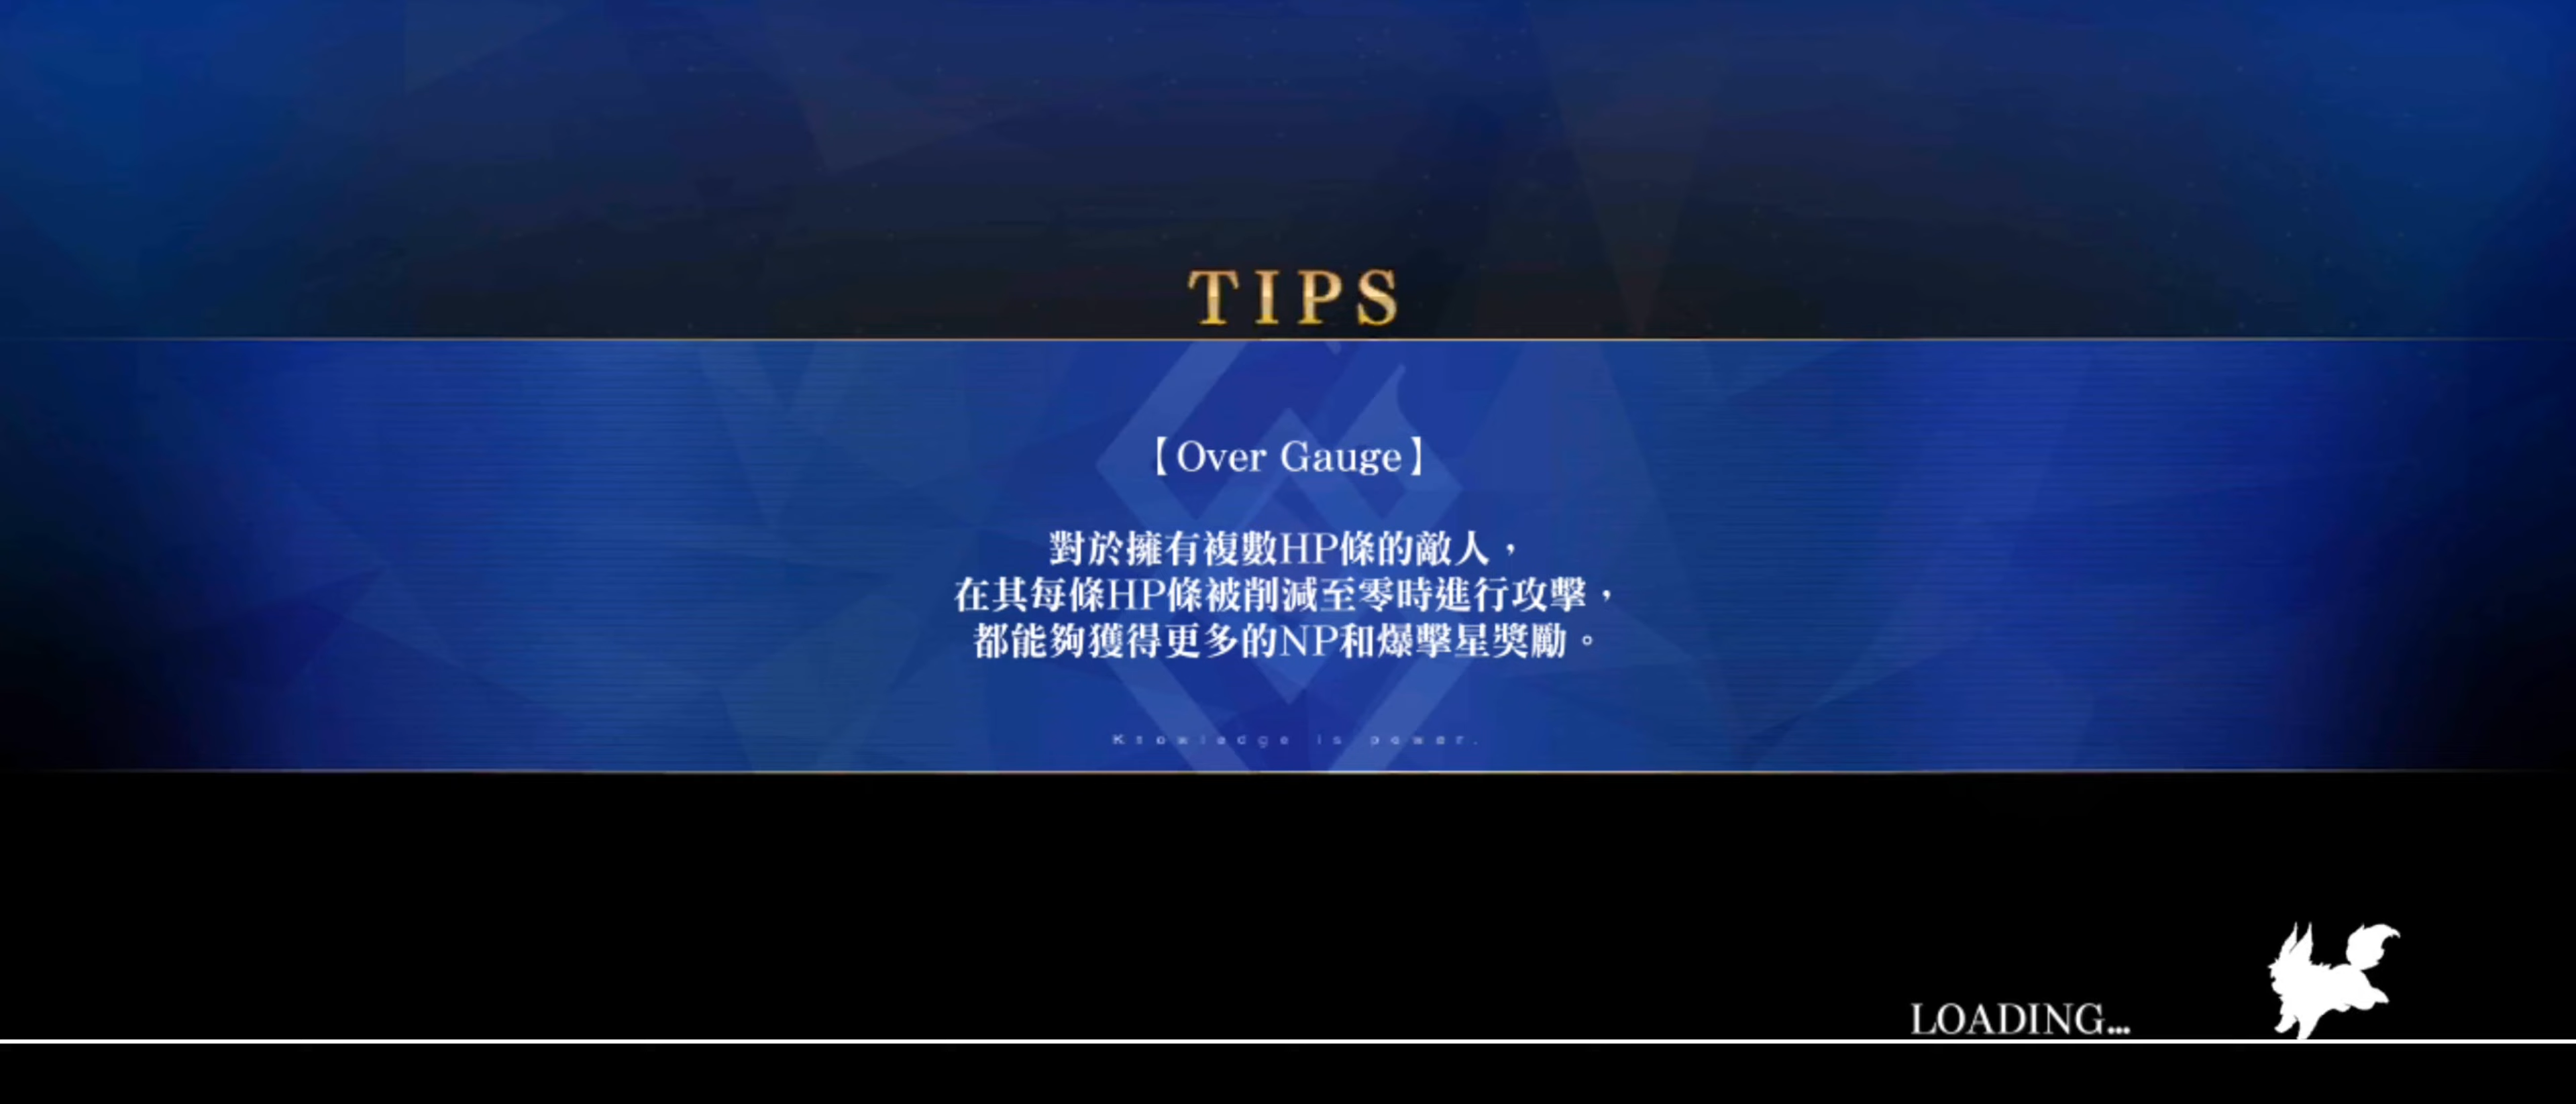 TIPS
【Over Gauge】
對於擁有複數HP條的敵人，
在其每條HP條被削減至零時進行攻擊，
都能夠獲得更多的NP和爆擊星獎勵。
Knowledge is power.
LOADING...